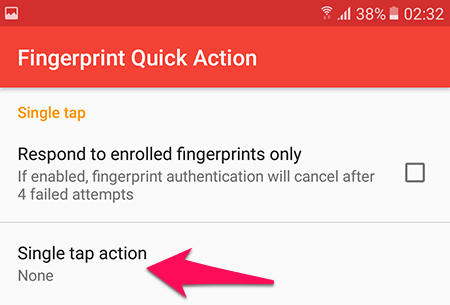 38% 02:32
Fingerprint Quick Action
Single tap
Respond to enrolled fingerprints only
If enabled, fingerprint authentication will cancel after
4 failed attempts
Single tap action
None